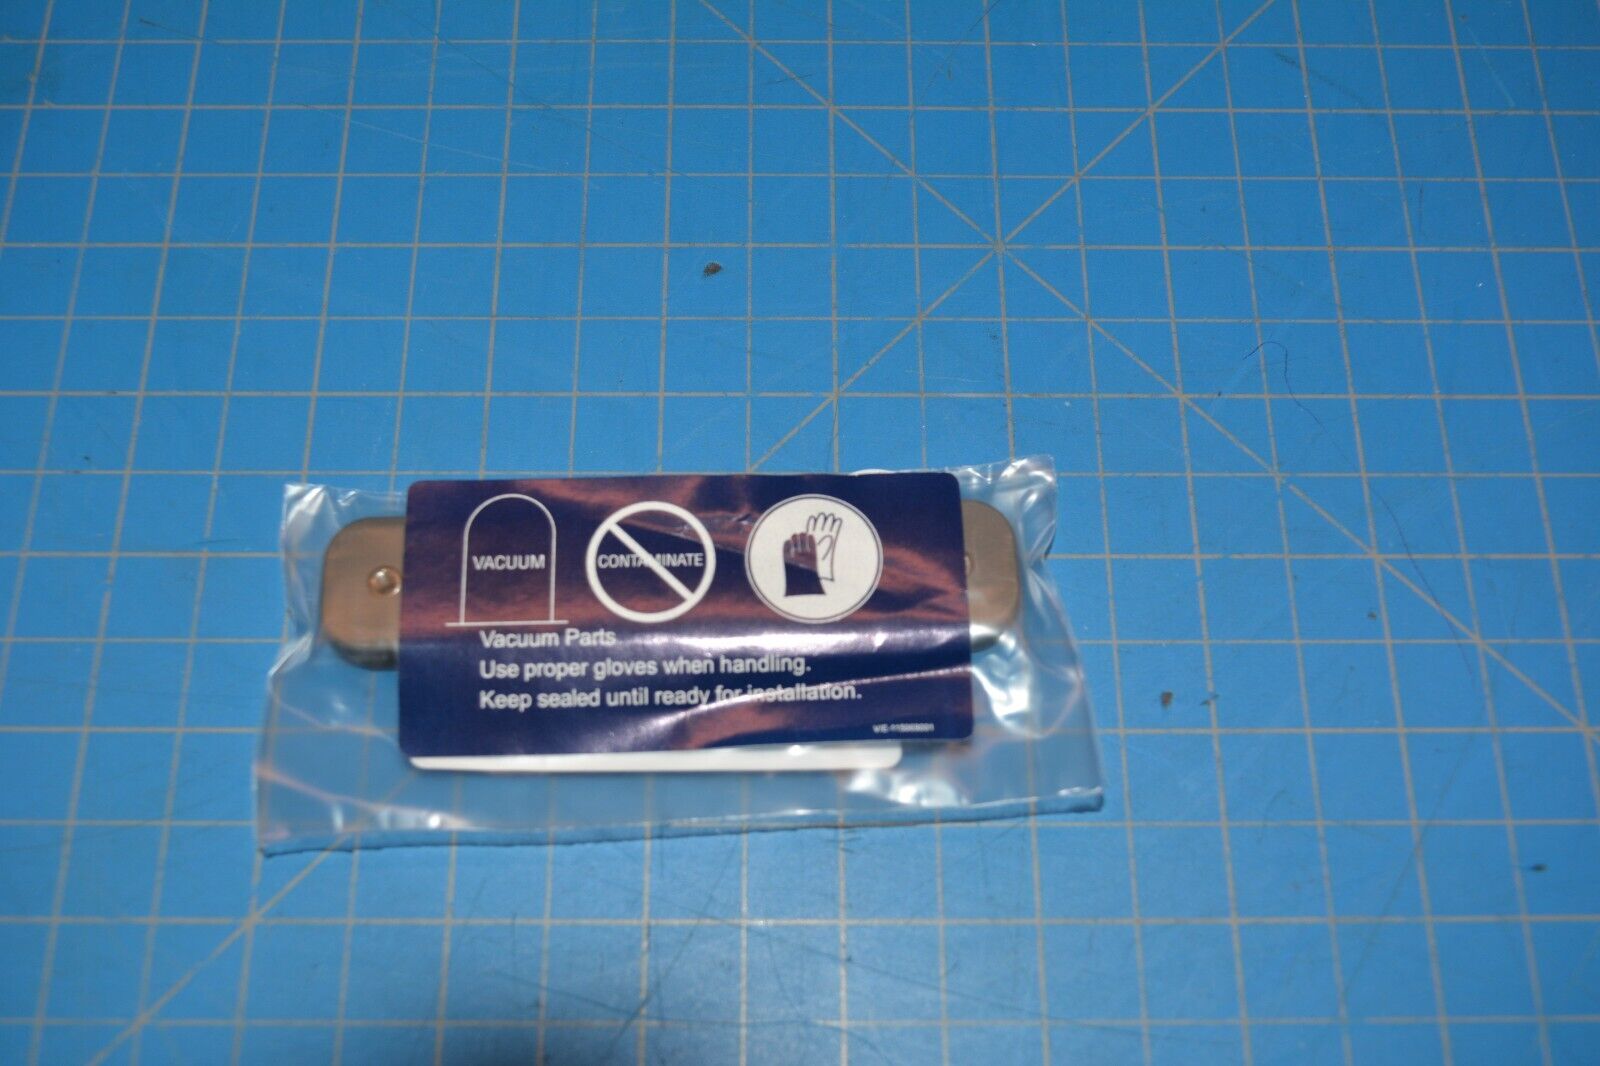 VACUUM
CONTAMINATE
Vacuum Parts
Use proper gloves when handling.
Keep sealed until ready for installation.